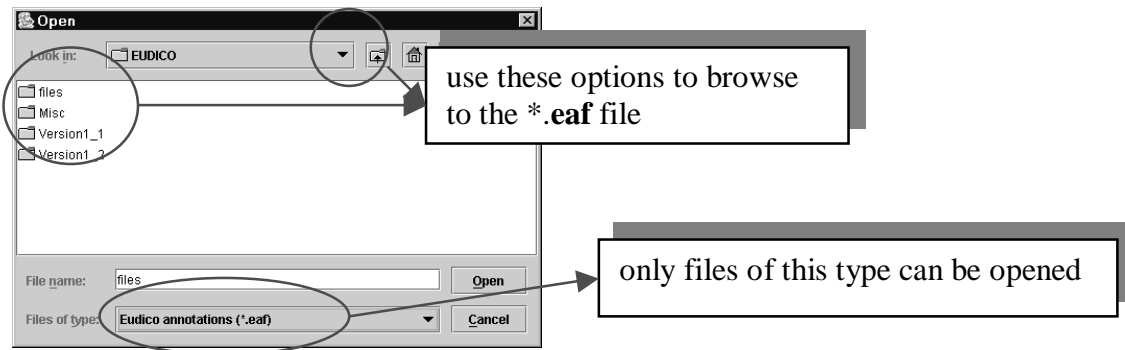 Open
Look in: EUDICO
files
Misc
Version1_1
Version1_2
use these options to browse
to the *.eaf file
File name: files Open
only files of this type can be opened
Files of type: Eudico annotations (*.eaf) Cancel